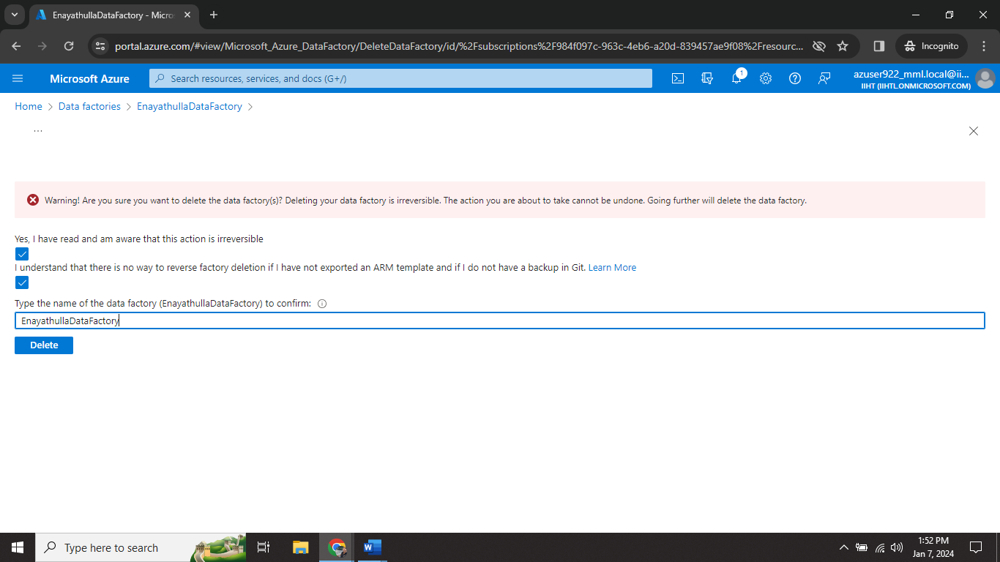 EnayathullaDataFactory - Micro
portal.azure.com/#view/Microsoft_Azure_DataFactory/DeleteDataFactory/id/%2Fsubscriptions%2F984f097c-963c-4eb6-a20d-839457ae9f08%2Fresourc...
Incognito
Microsoft Azure
Search resources, services, and docs (G+/)
1
azuser922_mml.local@ii...
IIHT (IIHTL.ONMICROSOFT.COM)
Home > Data factories > EnayathullaDataFactory >
...
Warning! Are you sure you want to delete the data factory(s)? Deleting your data factory is irreversible. The action you are about to take cannot be undone. Going further will delete the data factory.
Yes, I have read and am aware that this action is irreversible
I understand that there is no way to reverse factory deletion if I have not exported an ARM template and if I do not have a backup in Git. Learn More
Type the name of the data factory (EnayathullaDataFactory) to confirm:
EnayathullaDataFactory
Delete
Type here to search
1:52 PM
Jan 7, 2024